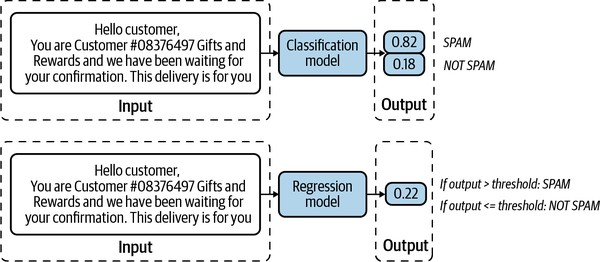 Hello customer,
You are Customer #08376497 Gifts and
Rewards and we have been waiting for
your confirmation. This delivery is for you
Input
Classification
model
0.82
0.18
Output
SPAM
NOT SPAM
Hello customer,
You are Customer #08376497 Gifts and
Rewards and we have been waiting for
your confirmation. This delivery is for you
Input
Regression
model
0.22
Output
If output > threshold: SPAM
If output <= threshold: NOT SPAM